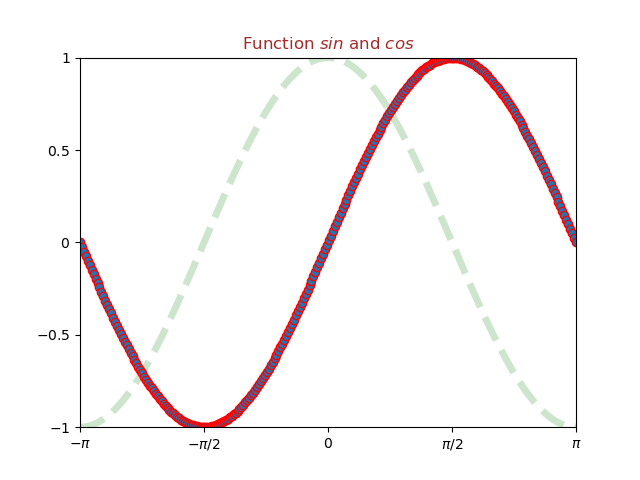 Function sin and cos
1
0.5
0
−0.5
−1
−π
−π/2
0
π/2
π